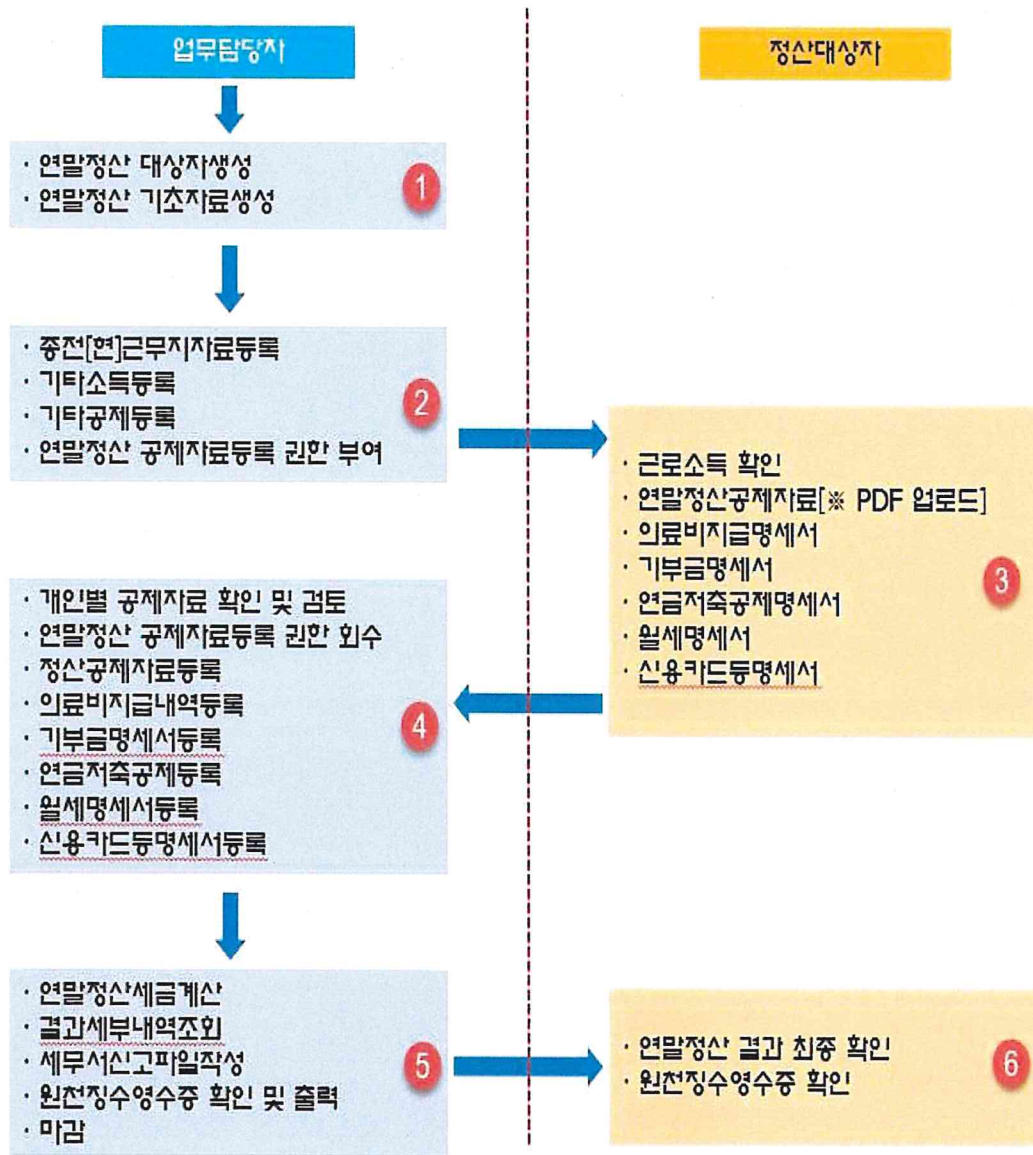 업무담당자
정산대상자
· 연말정산 대상자생성
· 연말정산 기초자료생성
1
· 종전[현]근무지자료등록
· 기타소득등록
· 기타공제등록
· 연말정산 공제자료등록 권한 부여
2
· 근로소득 확인
· 연말정산공제자료[※ PDF 업로드]
· 의료비지급명세서
· 기부금명세서
· 연금저축공제명세서
· 월세명세서
· 신용카드등명세서
3
· 개인별 공제자료 확인 및 검토
· 연말정산 공제자료등록 권한 회수
· 정산공제자료등록
· 의료비지급내역등록
· 기부금명세서등록
· 연금저축공제등록
· 월세명세서등록
· 신용카드등명세서등록
4
· 연말정산세금계산
· 결과세부내역조회
· 세무서신고파일작성
· 원천징수영수증 확인 및 출력
· 마감
5
· 연말정산 결과 최종 확인
· 원천징수영수증 확인
6